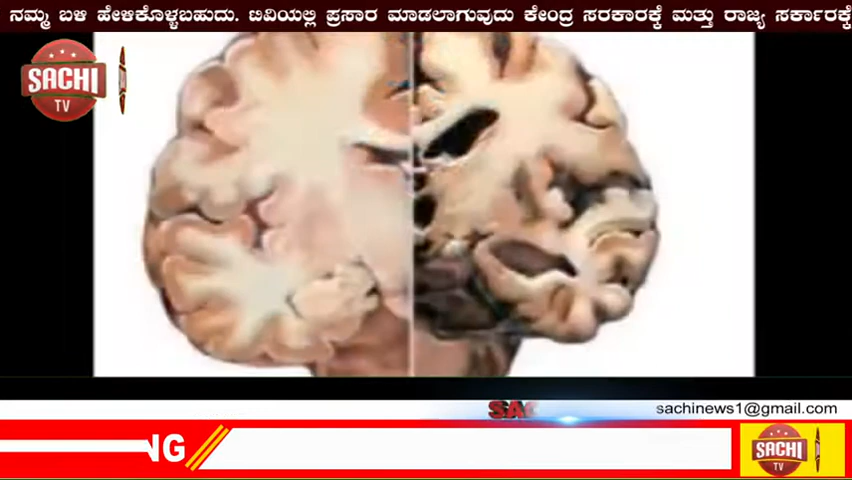 ನಮ್ಮ ಬಳಿ ಹೇಳಿಕೊಳ್ಳಬಹುದು. ಟಿವಿಯಲ್ಲಿ ಪ್ರಸಾರ ಮಾಡಲಾಗುವುದು ಕೇಂದ್ರ ಸರಕಾರಕ್ಕೆ ಮತ್ತು ರಾಜ್ಯ ಸರ್ಕಾರಕ್ಕೆ
SACHI
TV
SAC
sachinews1@gmail.com
NG
SACHI
TV